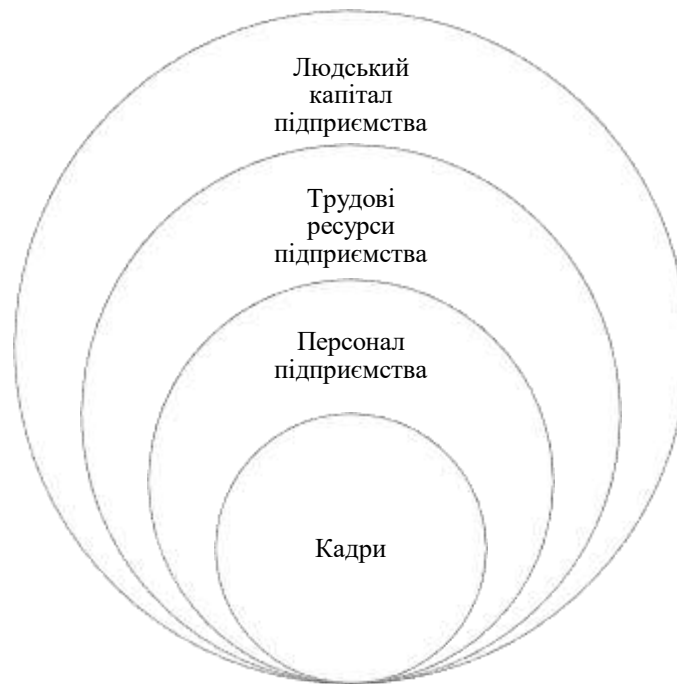 Людський
капітал
підприємства
Трудові
ресурси
підприємства
Персонал
підприємства
Кадри